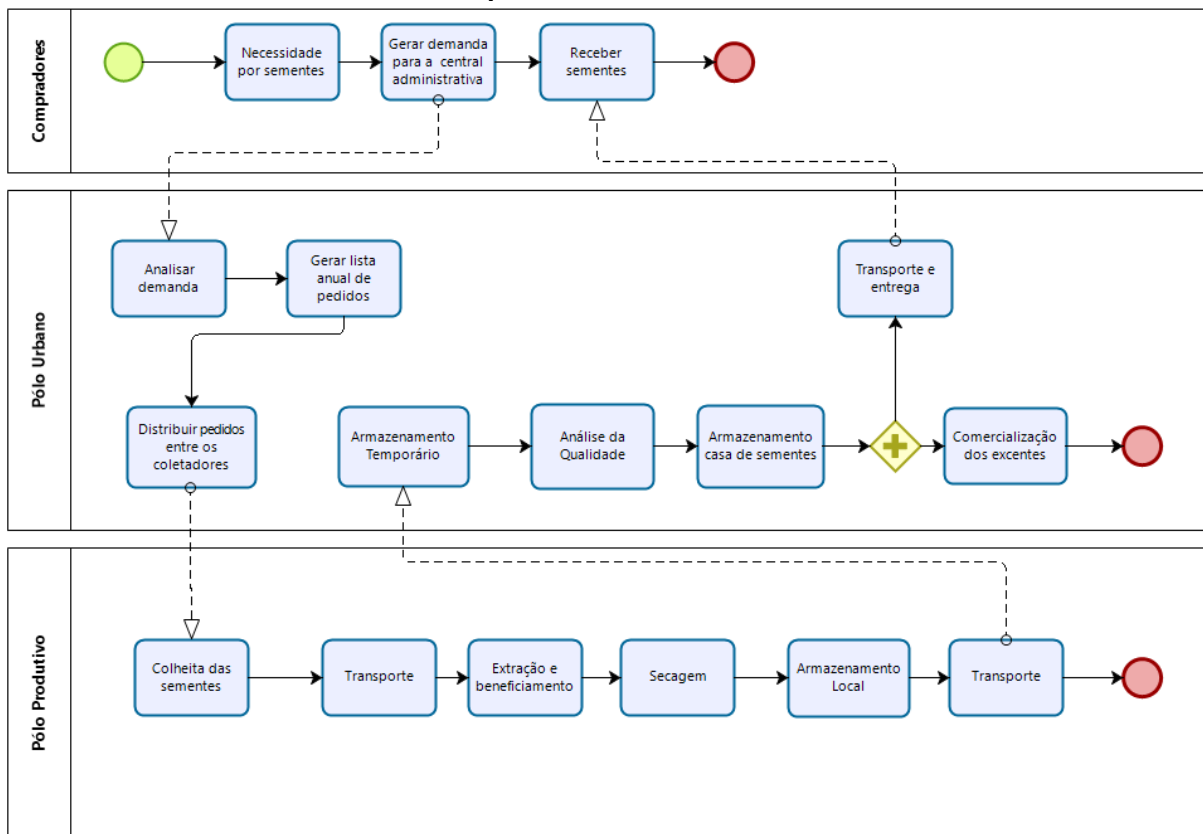 Compradores
Necessidade
por sementes
Gerar demanda
para a central
administrativa
Receber
sementes
Pólo Urbano
Analisar
demanda
Gerar lista
anual de
pedidos
Transporte e
entrega
Distribuir pedidos
entre os
coletadores
Armazenamento
Temporário
Análise da
Qualidade
Armazenamento
casa de sementes
Comercialização
dos excentes
Pólo Produtivo
Colheita das
sementes
Transporte
Extração e
beneficiamento
Secagem
Armazenamento
Local
Transporte